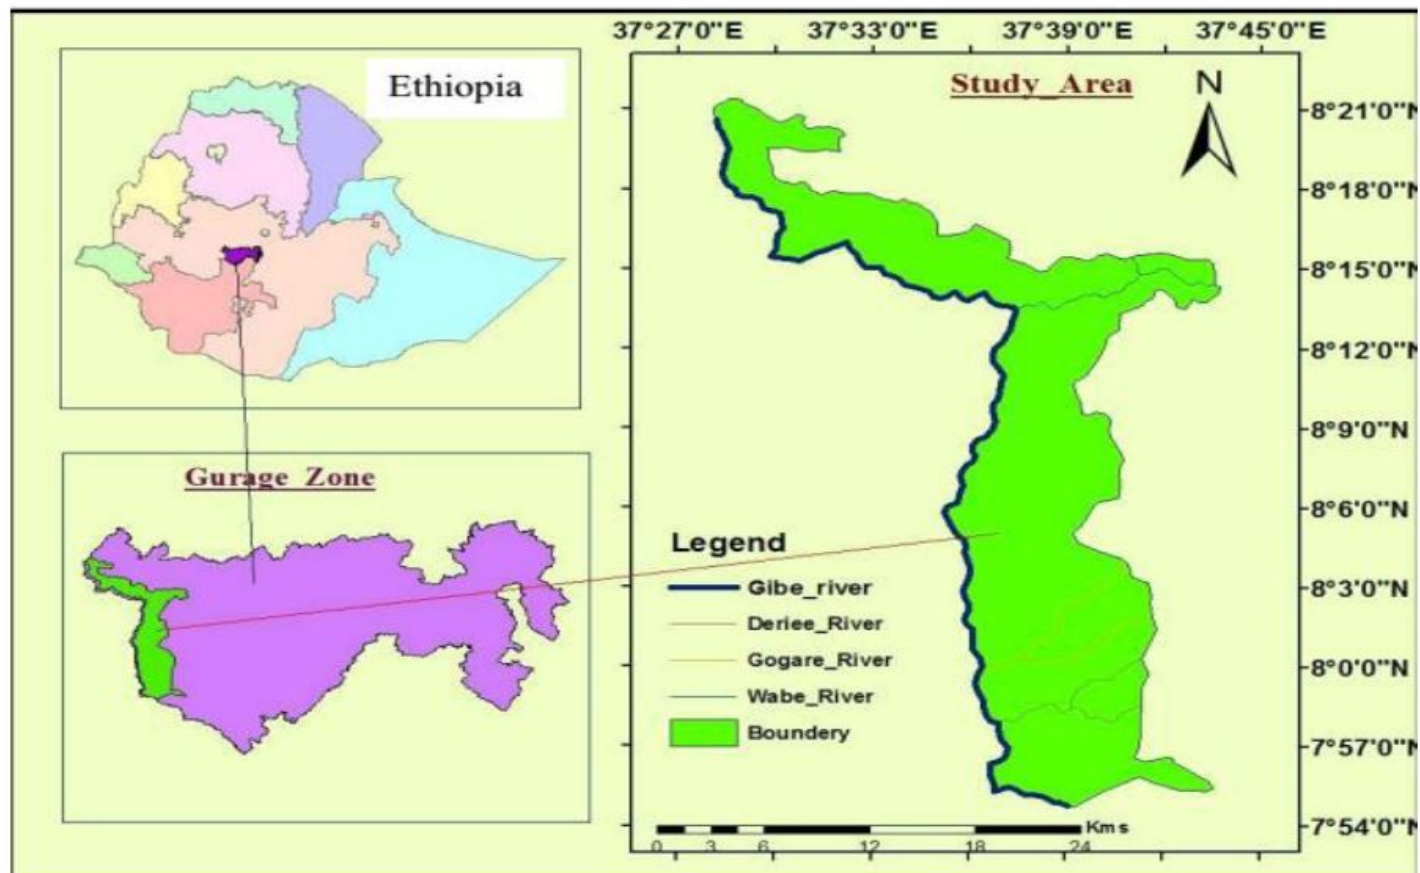 Ethiopia
Gurage_Zone
37°27'0"E 37°33'0"E 37°39'0"E 37°45'0"E
Study_Area
N
8°21'0"N
8°18'0"N
8°15'0"N
8°12'0"N
8°9'0"N
8°6'0"N
8°3'0"N
8°0'0"N
7°57'0"N
7°54'0"N
Legend
Gibe_river
Deriee_River
Gogare_River
Wabe_River
Boundery
Kms
0 3 6 12 18 24